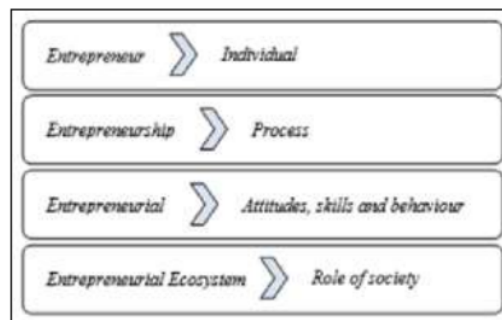 Entrepreneur Individual
Entrepreneurship Process
Entrepreneurial Attitudes, skills and behaviour
Entrepreneurial Ecosystem Role of society